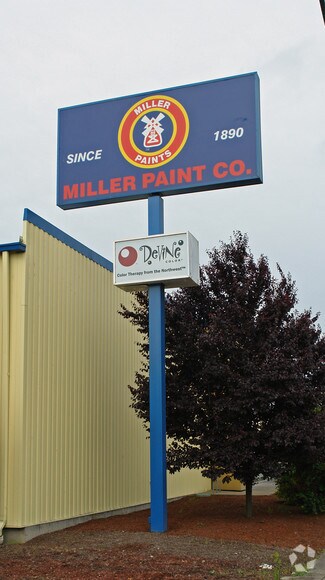 MILLER
PAINTS
SINCE 1890
MILLER PAINT CO.
DeVINE
COLOR
Color Therapy from the Northwest